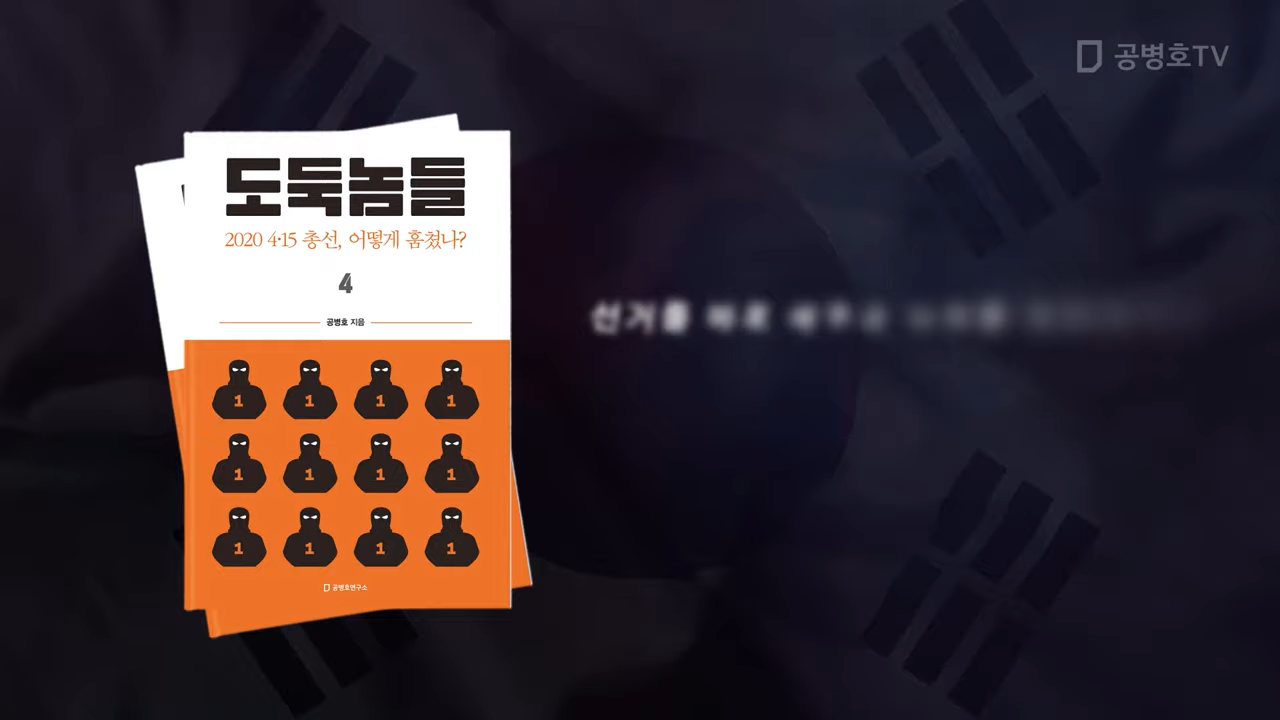 공병호TV
도둑놈들
2020 4·15 총선, 어떻게 훔쳤나?
4
공병호 지음
1 1 1 1
1 1 1 1
1 1 1 1
공병호연구소
선거를 바로